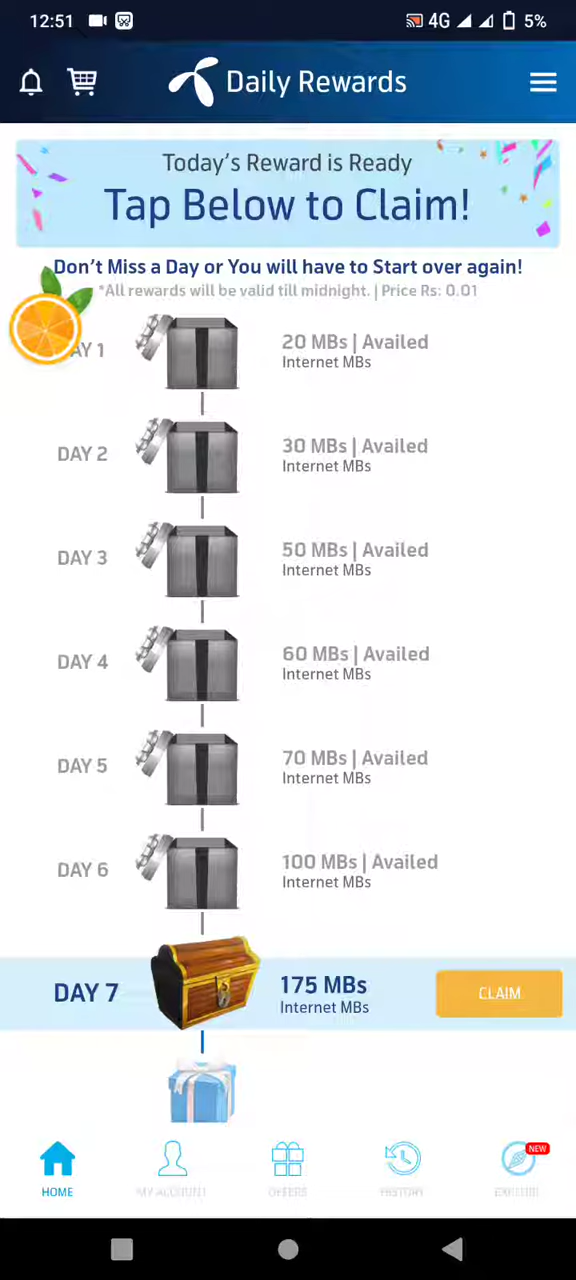 12:51
4G
5%
Daily Rewards
Today's Reward is Ready
Tap Below to Claim!
Don't Miss a Day or You will have to Start over again!
*All rewards will be valid till midnight. | Price Rs: 0.01
AY 1
20 MBs | Availed
Internet MBs
DAY 2
30 MBs | Availed
Internet MBs
DAY 3
50 MBs | Availed
Internet MBs
DAY 4
60 MBs | Availed
Internet MBs
DAY 5
70 MBs | Availed
Internet MBs
DAY 6
100 MBs | Availed
Internet MBs
DAY 7
175 MBs
Internet MBs
CLAIM
NEW
HOME
MY ACCOUNT
OFFERS
HISTORY